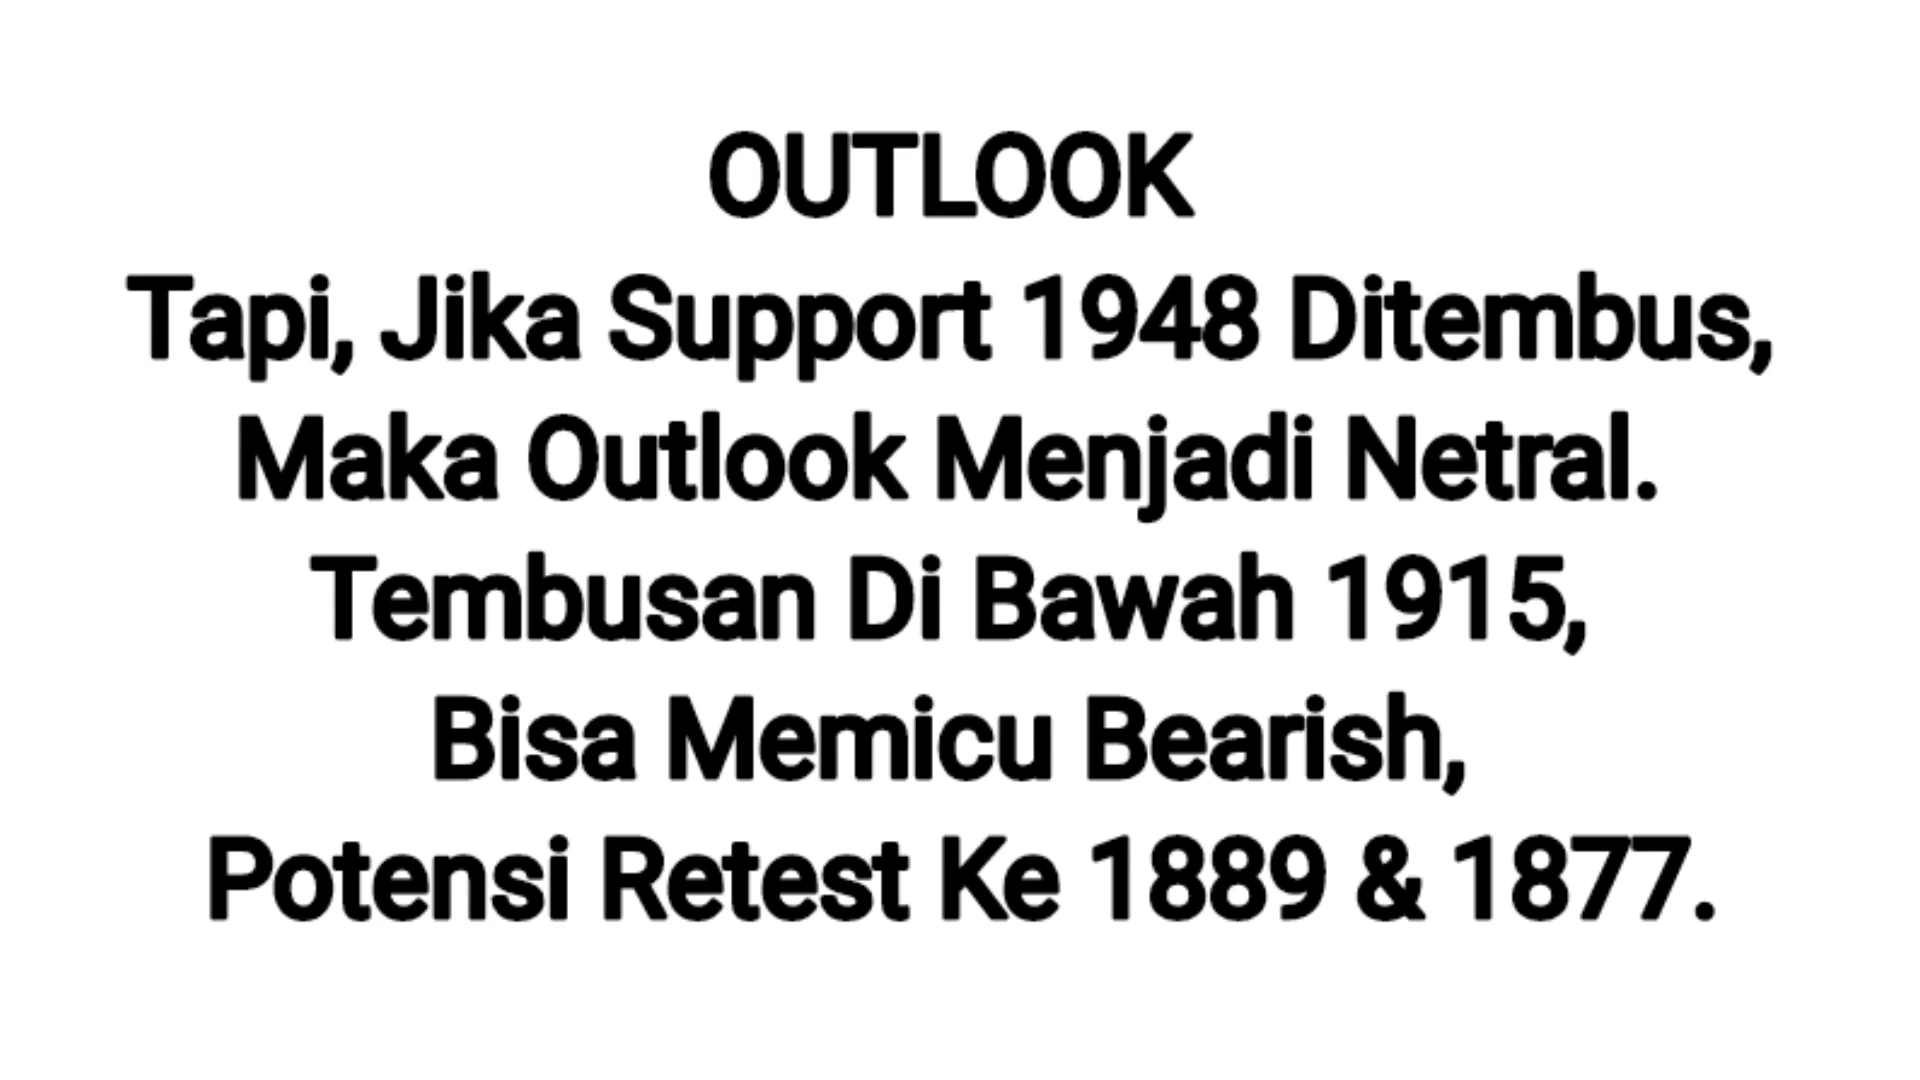 OUTLOOK
Tapi, Jika Support 1948 Ditembus,
Maka Outlook Menjadi Netral.
Tembusan Di Bawah 1915,
Bisa Memicu Bearish,
Potensi Retest Ke 1889 & 1877.